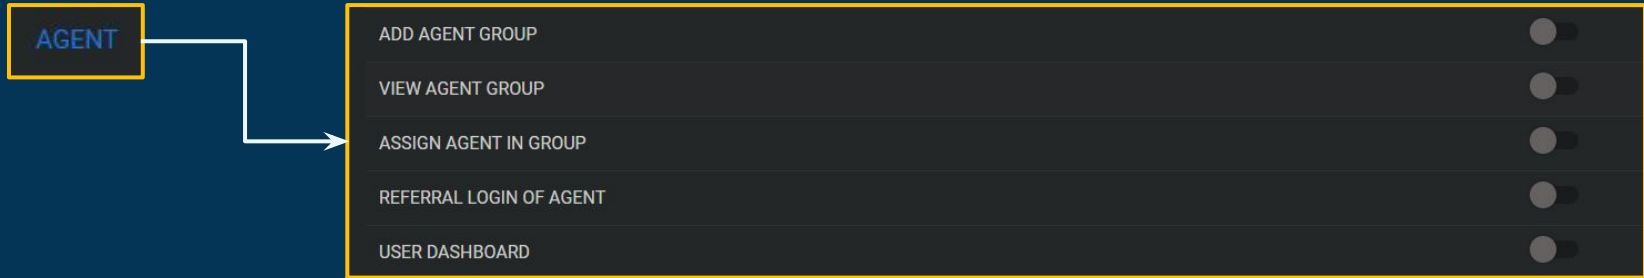 AGENT
ADD AGENT GROUP
VIEW AGENT GROUP
ASSIGN AGENT IN GROUP
REFERRAL LOGIN OF AGENT
USER DASHBOARD